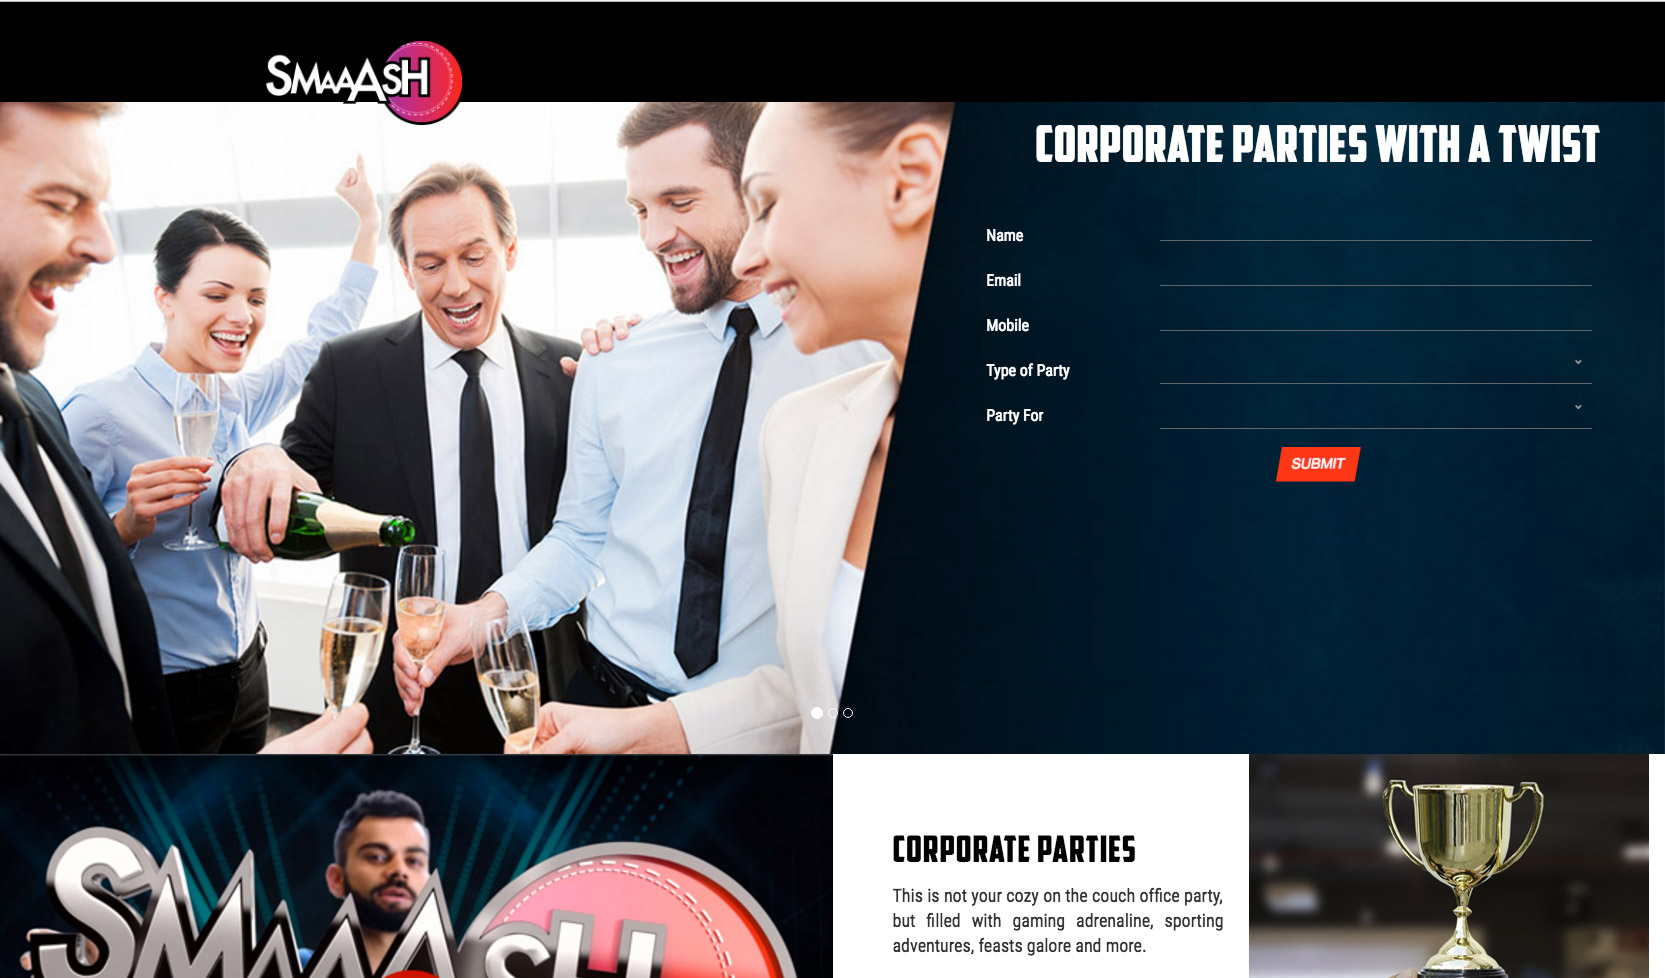 SMAAASH
CORPORATE PARTIES WITH A TWIST
Name
Email
Mobile
Type of Party
Party For
SUBMIT
SMAAASH
CORPORATE PARTIES
This is not your cozy on the couch office party,
but filled with gaming adrenaline, sporting
adventures, feasts galore and more.